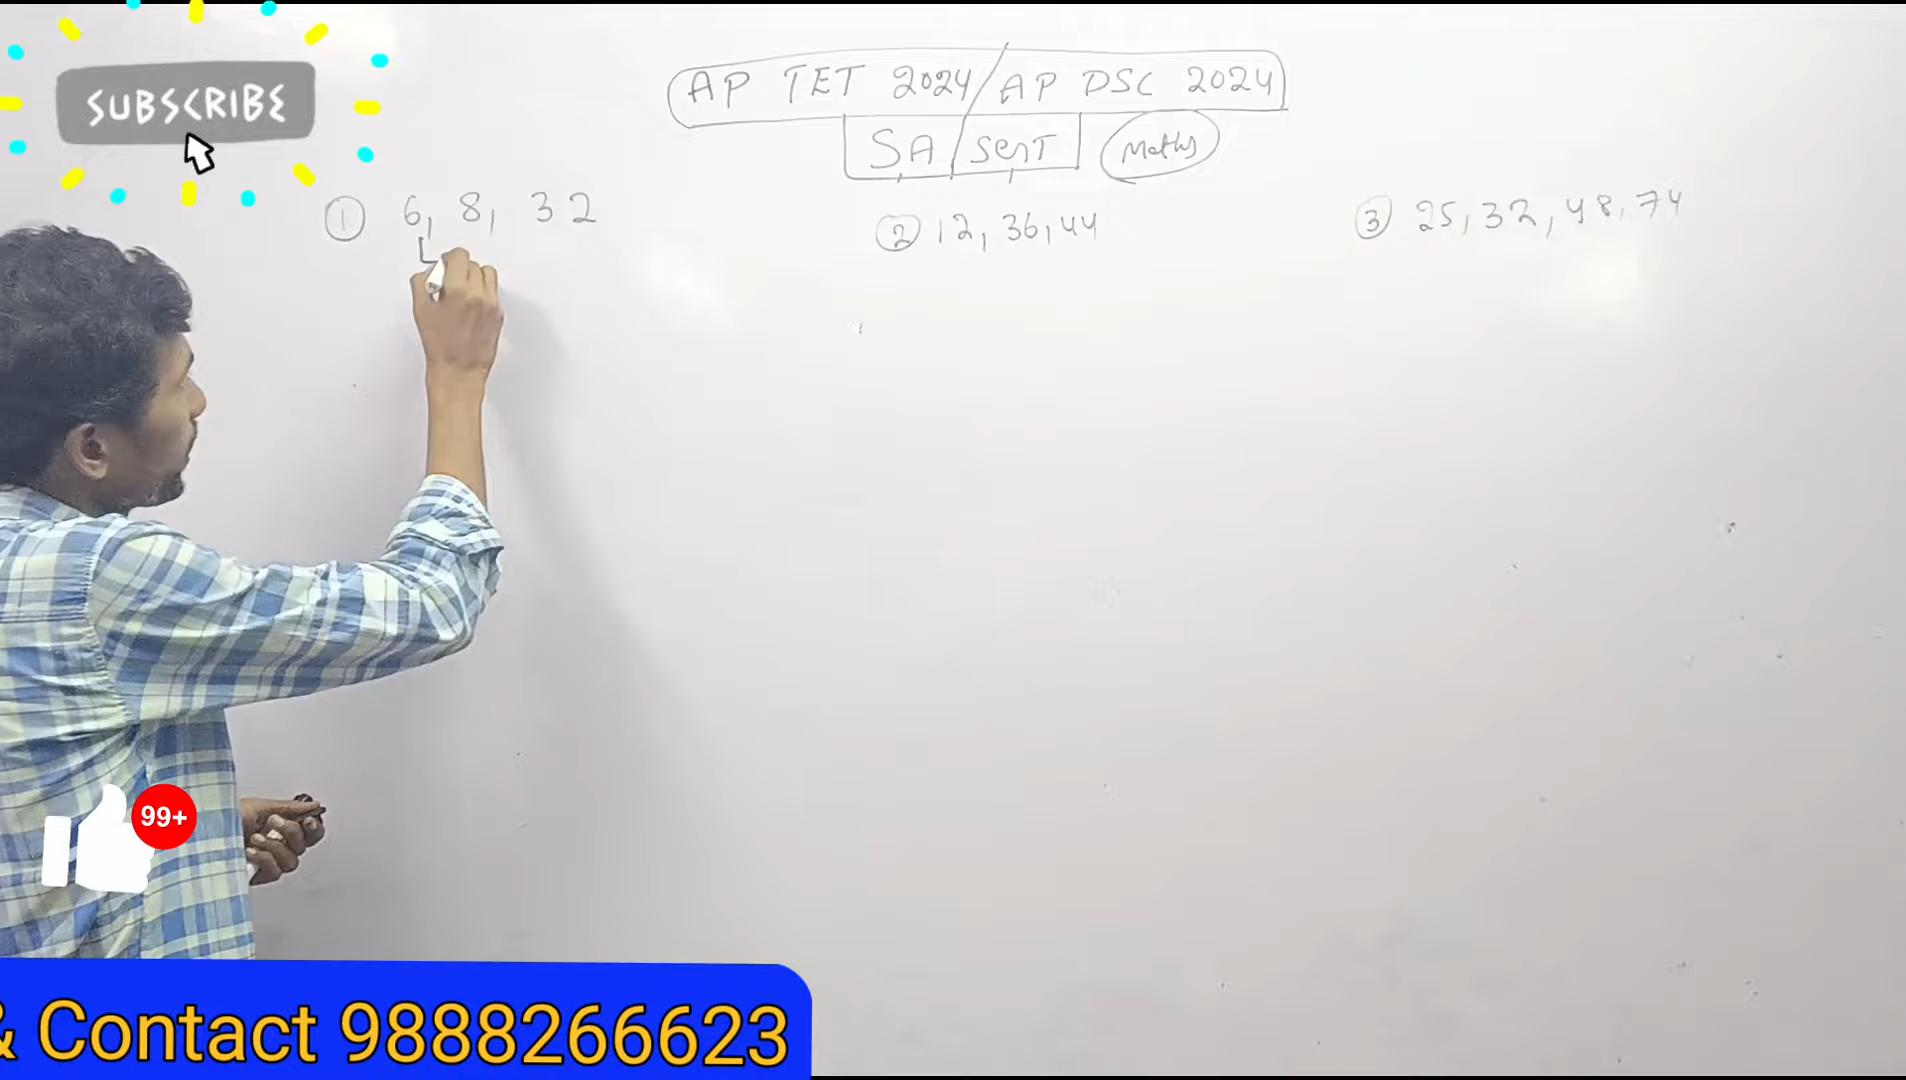 SUBSCRIBE
AP TET 2024/AP DSC 2024
SA/SGT Maths
① 6, 8, 32
② 12, 36, 44
③ 25, 32, 48, 74
99+
& Contact 9888266623